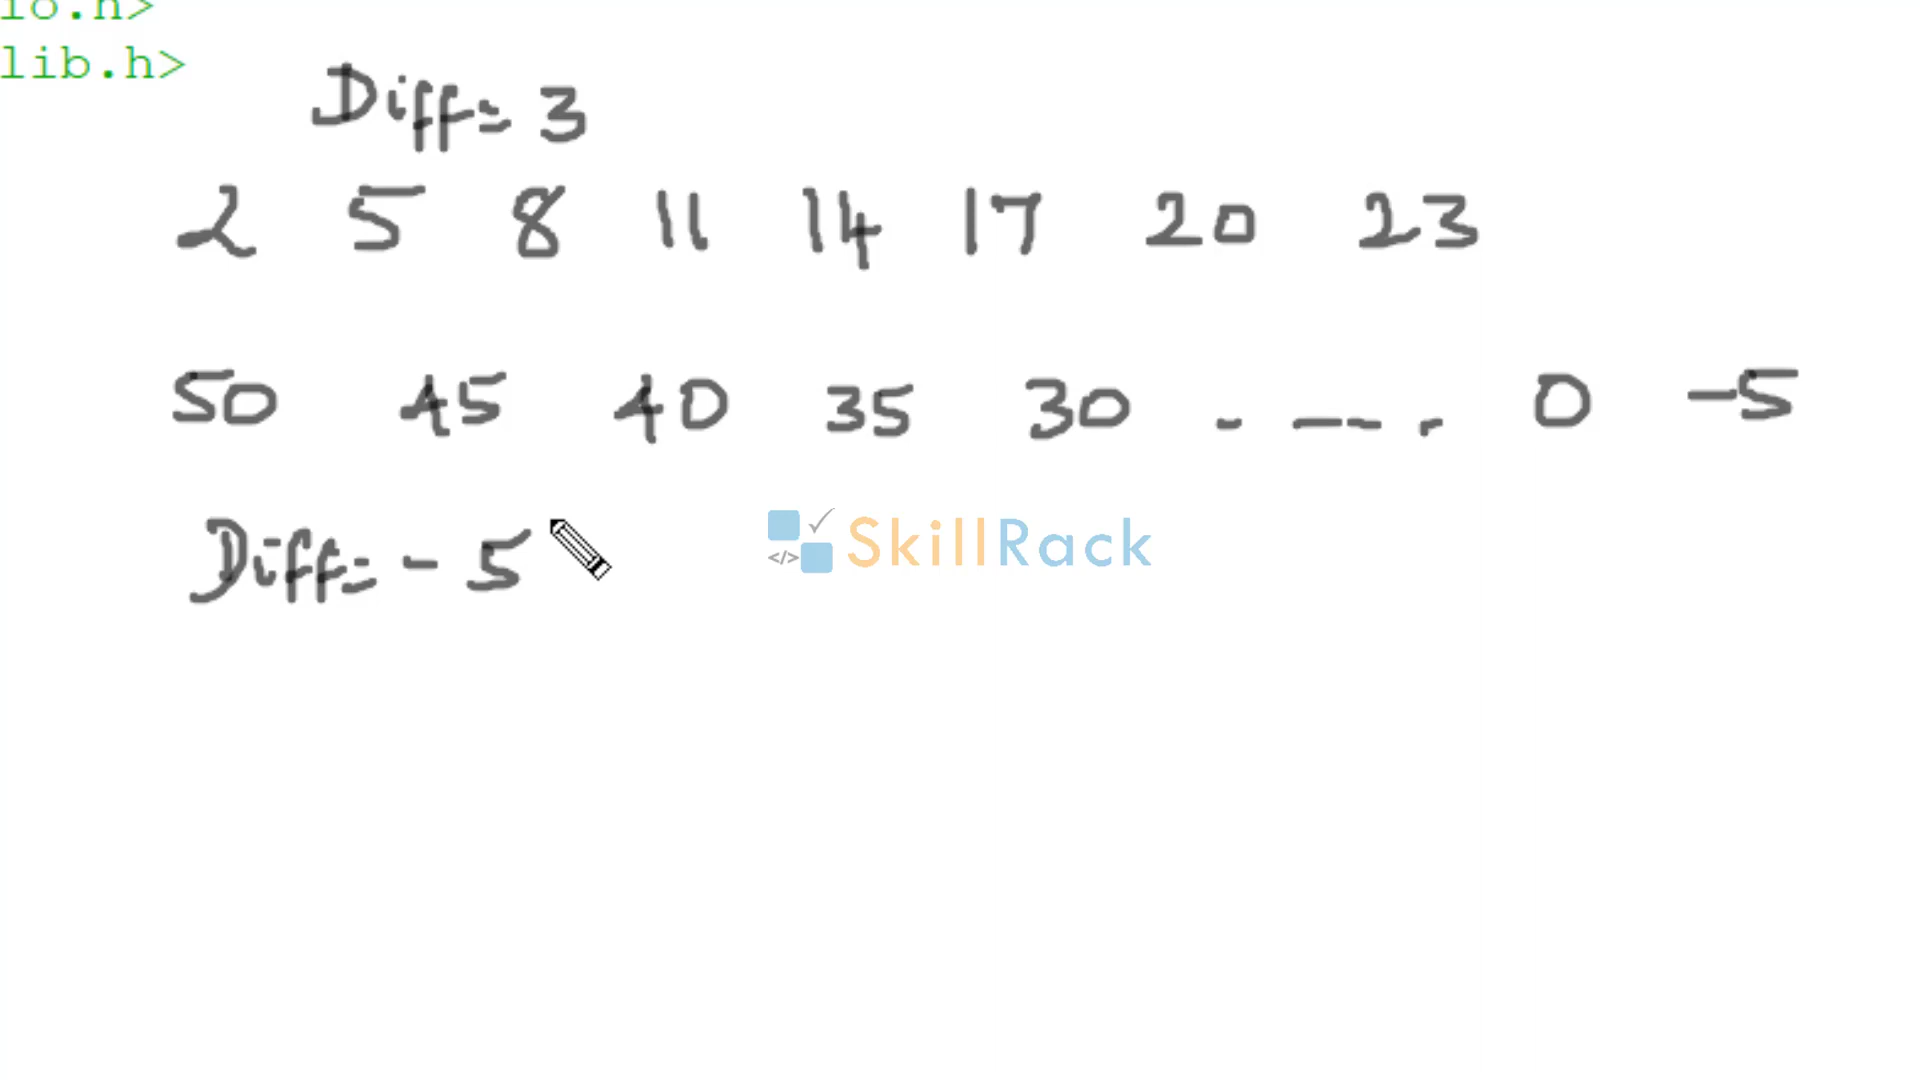 io.h>
lib.h>
Diff= 3
2 5 8 11 14 17 20 23
50 45 40 35 30 . --- . 0 -5
Diff= - 5
</> SkillRack